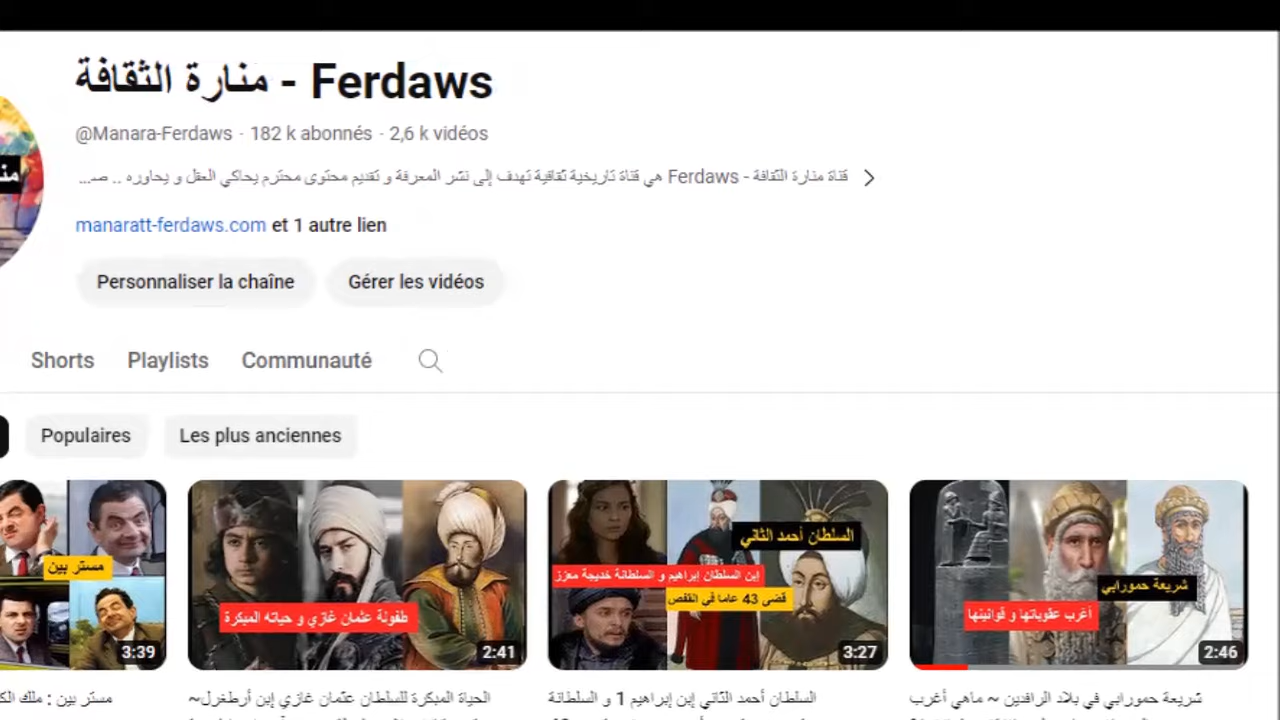 منارة الثقافة - Ferdaws
@Manara-Ferdaws · 182 k abonnés · 2,6 k vidéos
قناة منارة الثقافة - Ferdaws هي قناة تاريخية ثقافية تهدف إلى نشر المعرفة و تقديم محتوى محترم يحاكي العقل و يحاوره .. صـ...
manaratt-ferdaws.com et 1 autre lien
Personnaliser la chaîne Gérer les vidéos
Shorts Playlists Communauté
Populaires Les plus anciennes
مستر بين
3:39
طفولة عثمان غازي و حياته المبكرة
2:41
السلطان أحمد الثاني
إبن السلطان إبراهيم و السلطانة خديجة معزز
قضى 43 عاما في القفص
3:27
شريعة حمورابي
أغرب عقوباتها و قوانينها
2:46
مستر بين : ملك
الحياة المبكرة للسلطان عثمان غازي إبن أرطغرل~
السلطان أحمد الثاني إبن إبراهيم 1 و السلطانة
شريعة حمورابي في بلاد الرافدين ~ ماهي أغرب